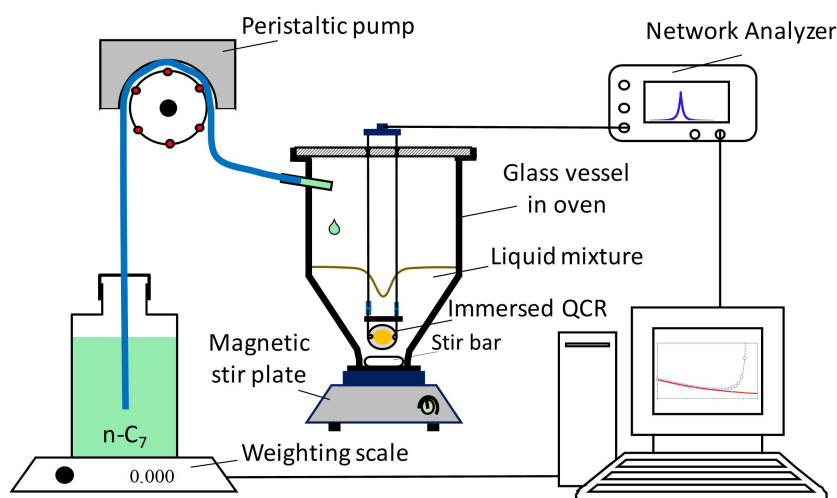 Peristaltic pump
Network Analyzer
Glass vessel
in oven
Liquid mixture
Immersed QCR
Stir bar
Magnetic
stir plate
n-C₇
Weighting scale
0.000